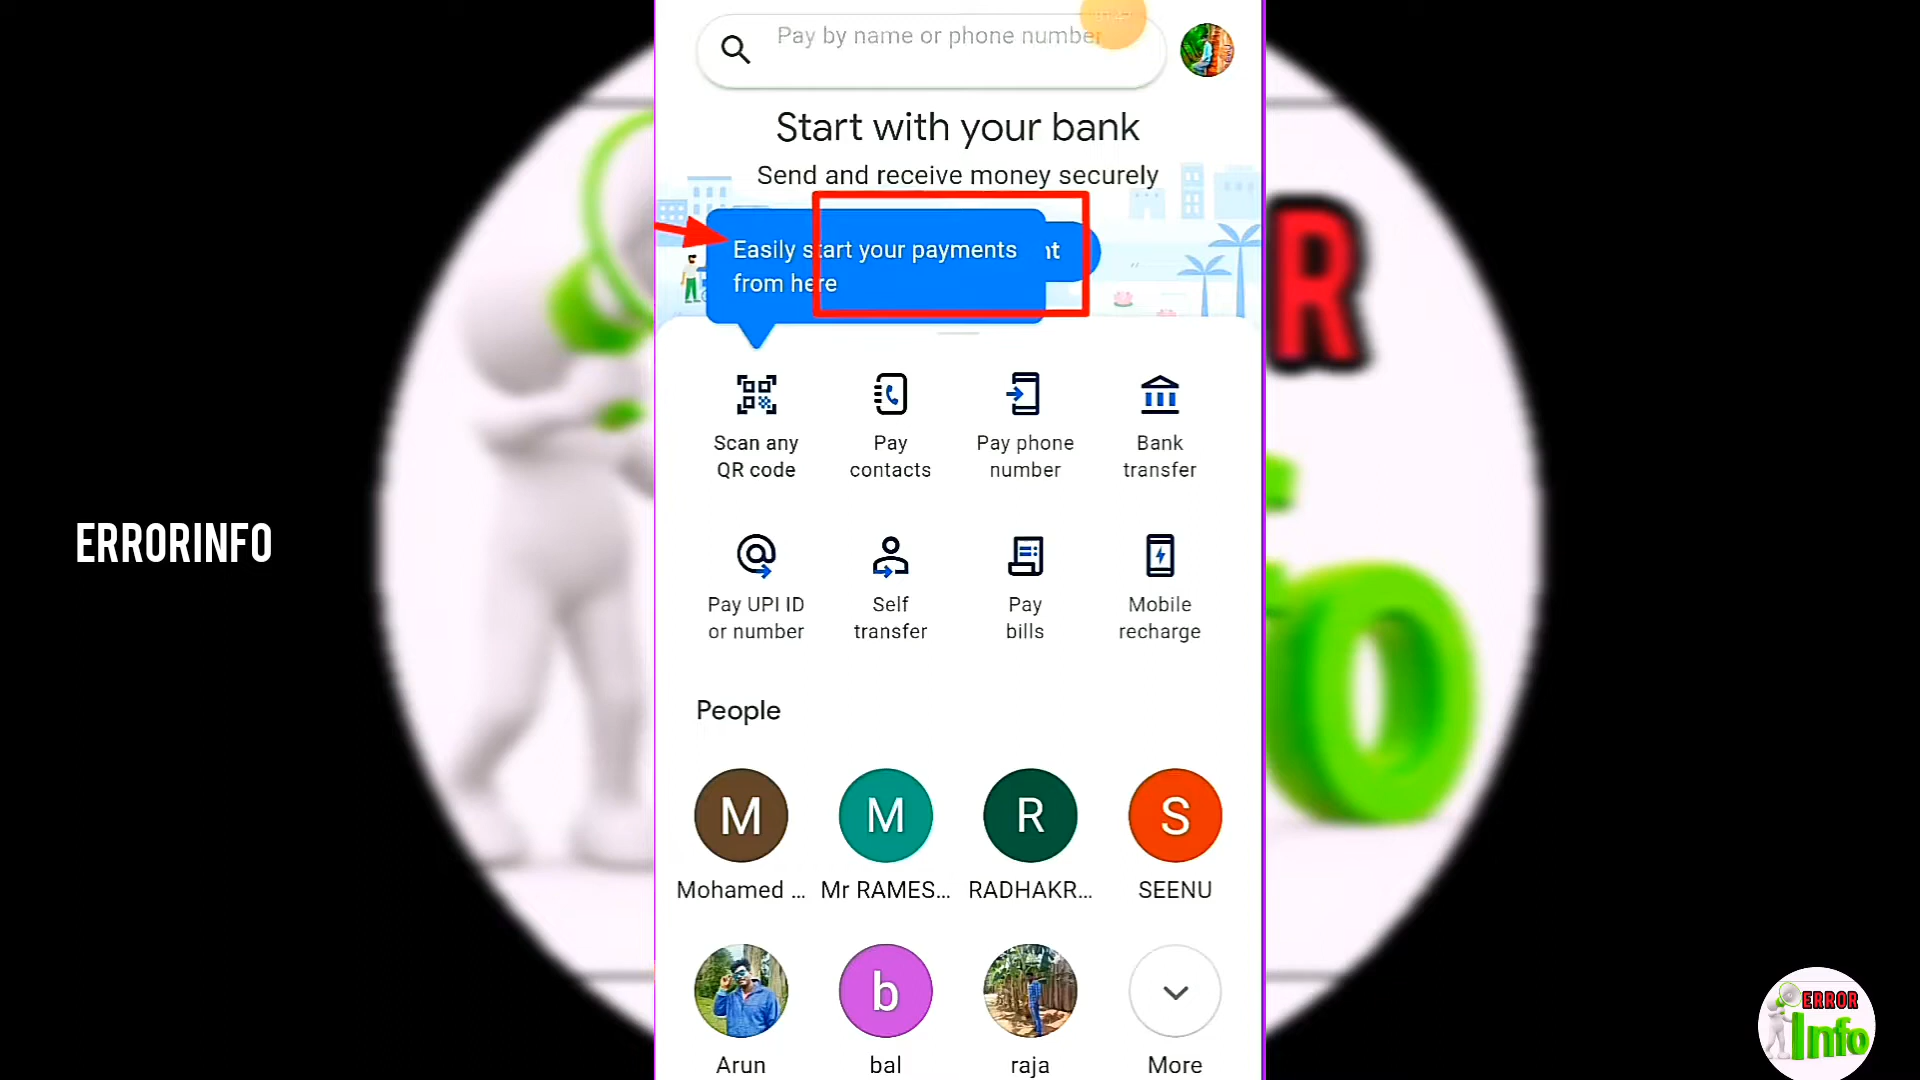 Pay by name or phone number
Start with your bank
Send and receive money securely
Easily start your payments
from here
nt
R
Scan any
QR code
Pay
contacts
Pay phone
number
Bank
transfer
ERRORINFO
Pay UPI ID
or number
Self
transfer
Pay
bills
Mobile
recharge
fo
People
M
M
R
S
Mohamed ...
Mr RAMES...
RADHAKR...
SEENU
b
Arun
bal
raja
More
ERROR
Info